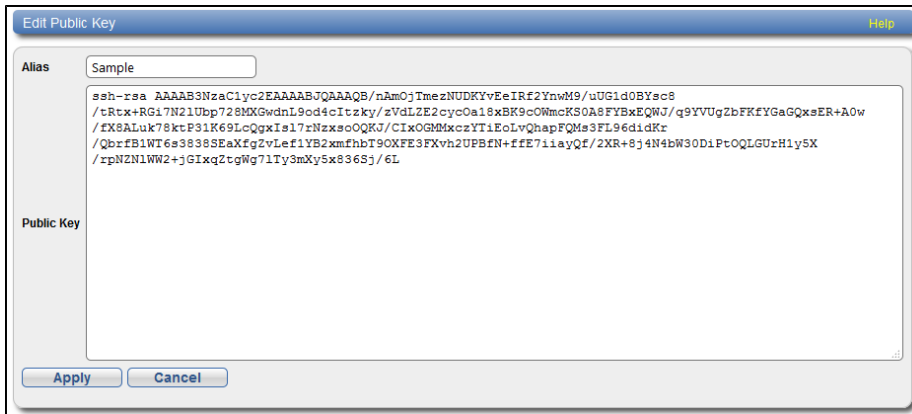 Edit Public Key
Help
Alias
Sample
ssh-rsa AAAAB3NzaC1yc2EAAAABJQAAAQB/nAmOjTmezNUDKYvEeIRf2YnwM9/uUG1d0BYsc8
/tRtx+RGi7N2lUbp728MXGwdnL9od4cItzky/zVdLZE2cycOa18xBK9cOWmcKS0A8FYBxEQWJ/q9YVUgZbFKfYGaGQxsER+A0w
/fX8ALuk78ktP31K69LcQgxIsl7rNzxsoOQKJ/CIxOGMMxczYTiEoLvQhapFQMs3FL96didKr
/QbrfB1WT6s3838SEaXfgZvLef1YB2xmfhbT9OXFE3FXvh2UPBfN+ffE7iiayQf/2XR+8j4N4bW30DiPtOQLGUrH1y5X
/rpNZNlWW2+jGIxqZtgWg7lTy3mXy5x836Sj/6L
Public Key
Apply
Cancel